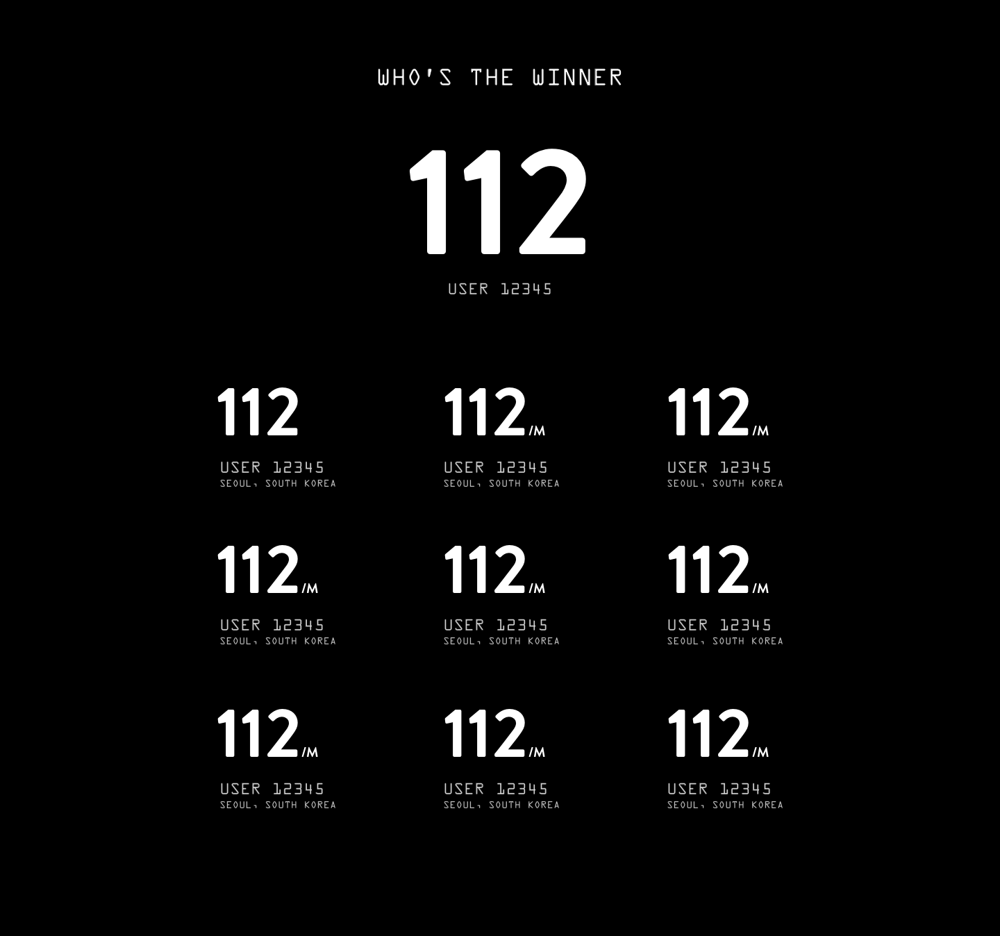 WHO'S THE WINNER
112
USER 12345
112
USER 12345
SEOUL, SOUTH KOREA
112/M
USER 12345
SEOUL, SOUTH KOREA
112/M
USER 12345
SEOUL, SOUTH KOREA
112/M
USER 12345
SEOUL, SOUTH KOREA
112/M
USER 12345
SEOUL, SOUTH KOREA
112/M
USER 12345
SEOUL, SOUTH KOREA
112/M
USER 12345
SEOUL, SOUTH KOREA
112/M
USER 12345
SEOUL, SOUTH KOREA
112/M
USER 12345
SEOUL, SOUTH KOREA